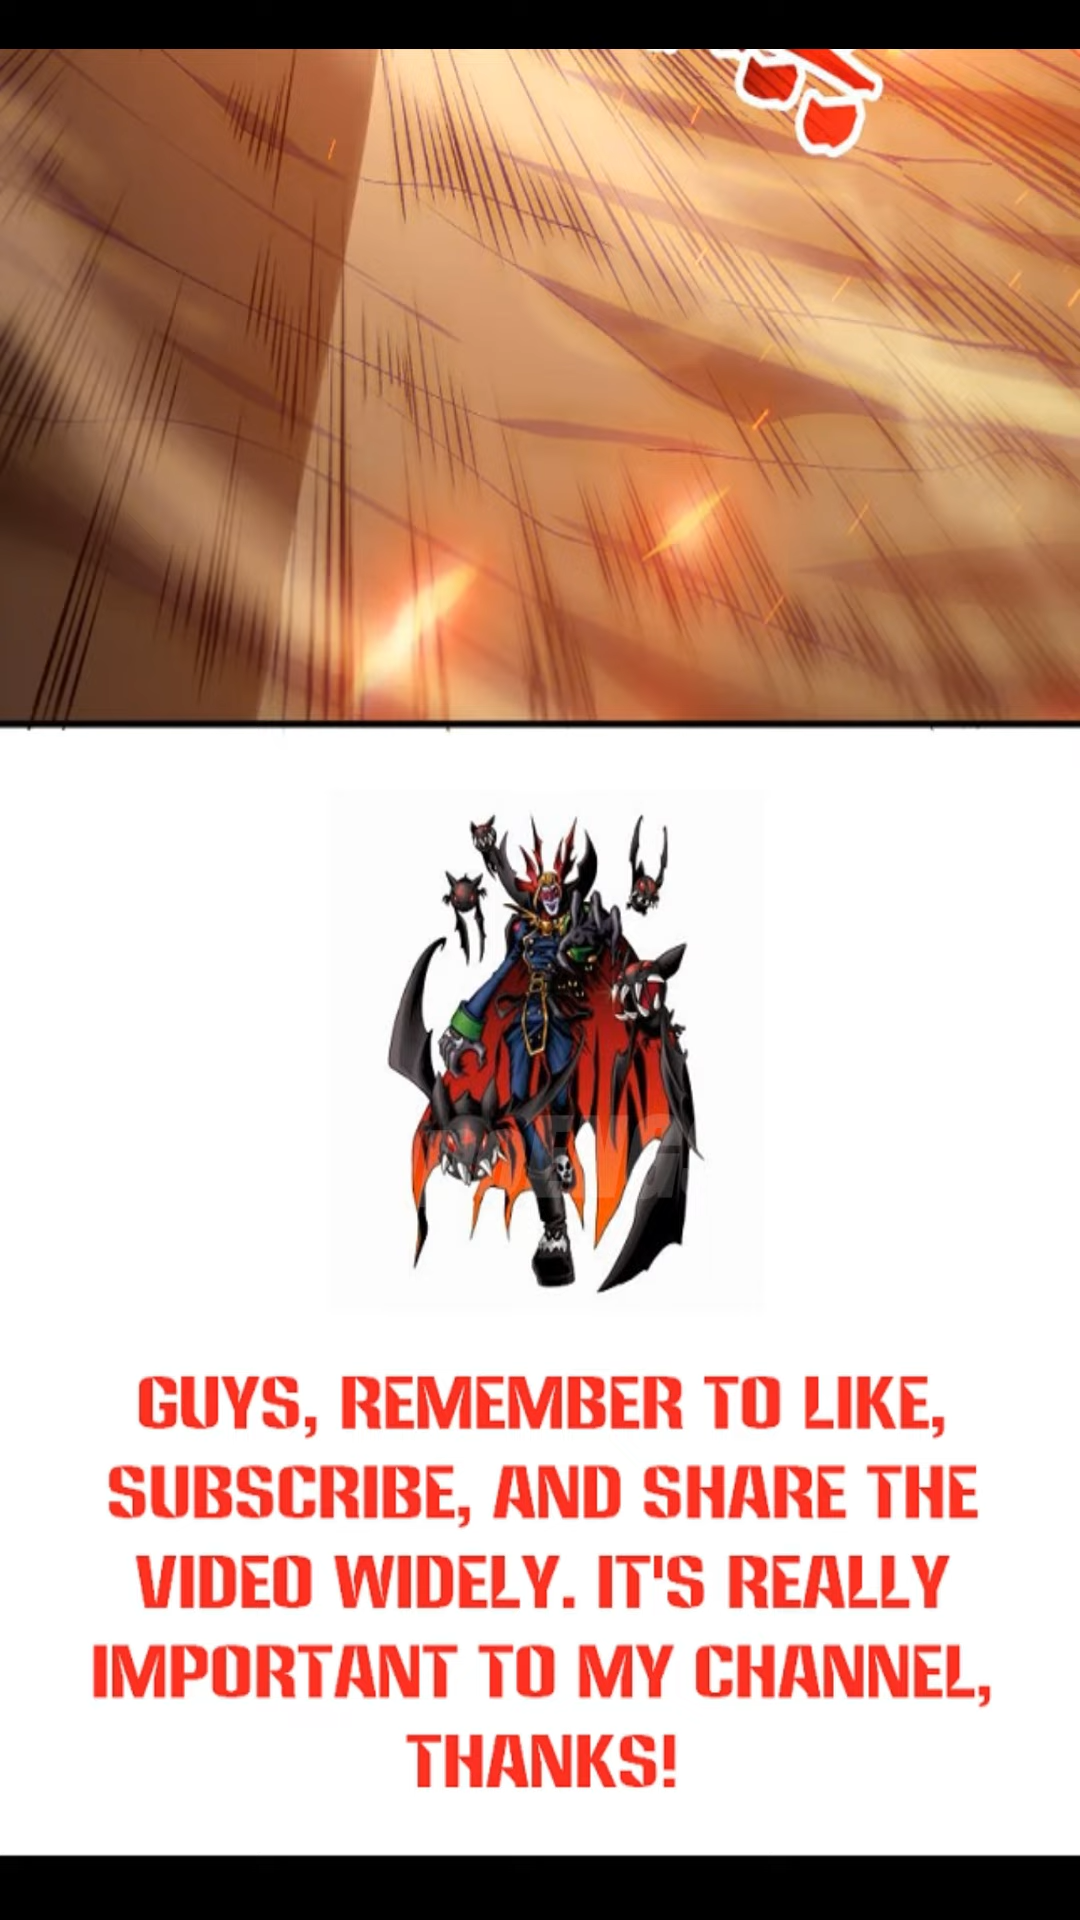 GUYS, REMEMBER TO LIKE,
SUBSCRIBE, AND SHARE THE
VIDEO WIDELY. IT'S REALLY
IMPORTANT TO MY CHANNEL,
THANKS!